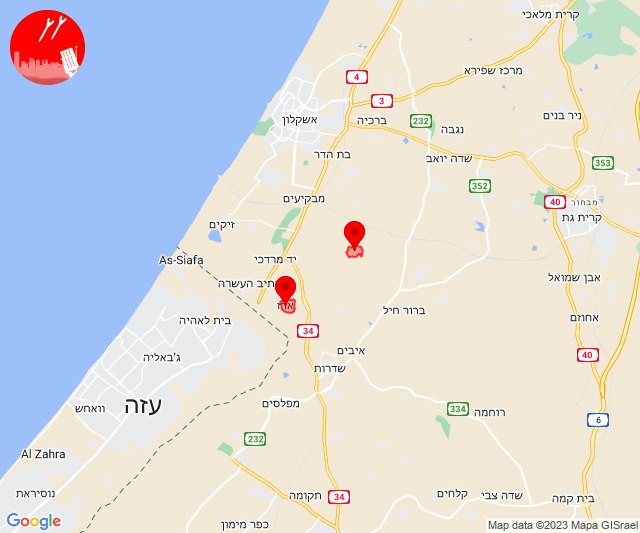 קרית מלאכי
מרכז שפירא
4
3
אשקלון
ברכיה
232
נגבה
ניר בנים
בת הדר
שדה יואב
353
352
מבקיעים
40
מבחור
קרית גת
זיקים
As-Siafa
יד מרדכי
תיב העשרה
אבן שמואל
ארז
ברור חיל
בית לאהיה
אחוזם
34
ג'באליה
איבים
40
שדרות
עזה
וואחש
מפלסים
334
רוחמה
6
232
Al Zahra
נוסיראת
תקומה
34
קלחים
שדה צבי
בית קמה
כפר מימון
Google
Map data ©2023 Mapa GISrael